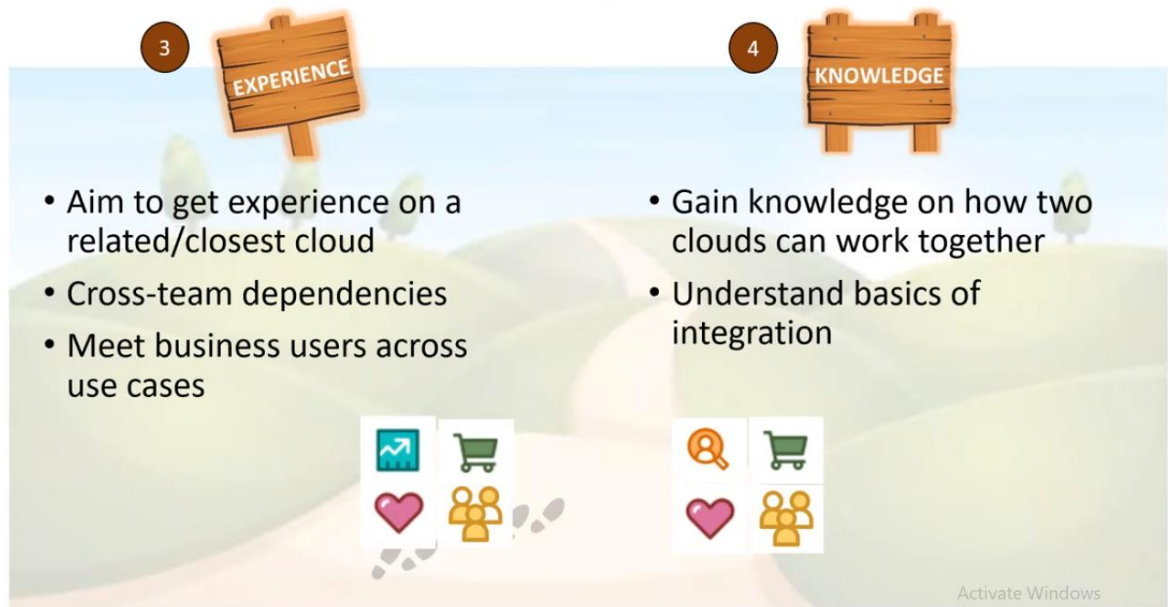 3
EXPERIENCE
• Aim to get experience on a
related/closest cloud
• Cross-team dependencies
• Meet business users across
use cases
4
KNOWLEDGE
• Gain knowledge on how two
clouds can work together
• Understand basics of
integration
Activate Windows